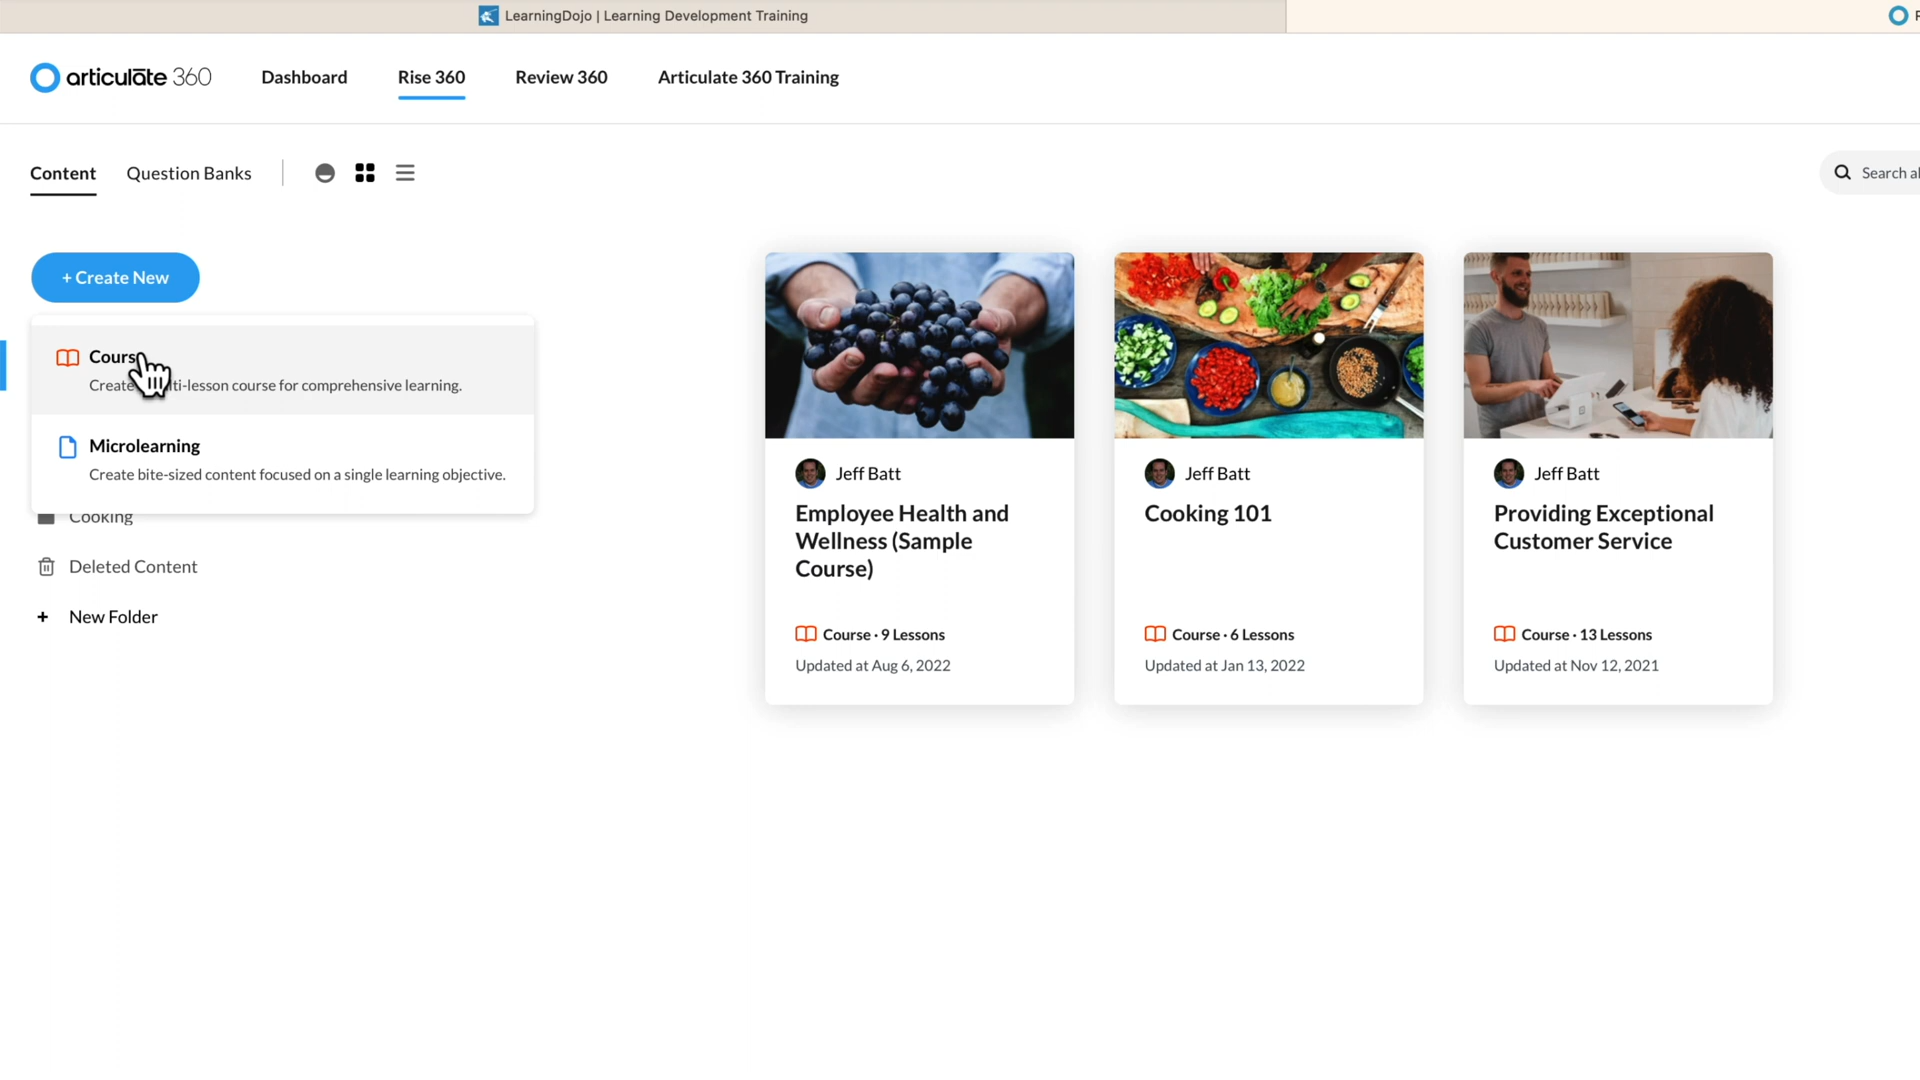 LearningDojo | Learning Development Training
articulate 360
Dashboard
Rise 360
Review 360
Articulate 360 Training
Content
Question Banks
Search
+ Create New
Create
course for comprehensive learning.
Microlearning
Create bite-sized content focused on a single learning objective.
Cooking
Deleted Content
+ New Folder
Jeff Batt
Employee Health and
Wellness (Sample
Course)
Course · 9 Lessons
Updated at Aug 6, 2022
Jeff Batt
Cooking 101
Course · 6 Lessons
Updated at Jan 13, 2022
Jeff Batt
Providing Exceptional
Customer Service
Course · 13 Lessons
Updated at Nov 12, 2021